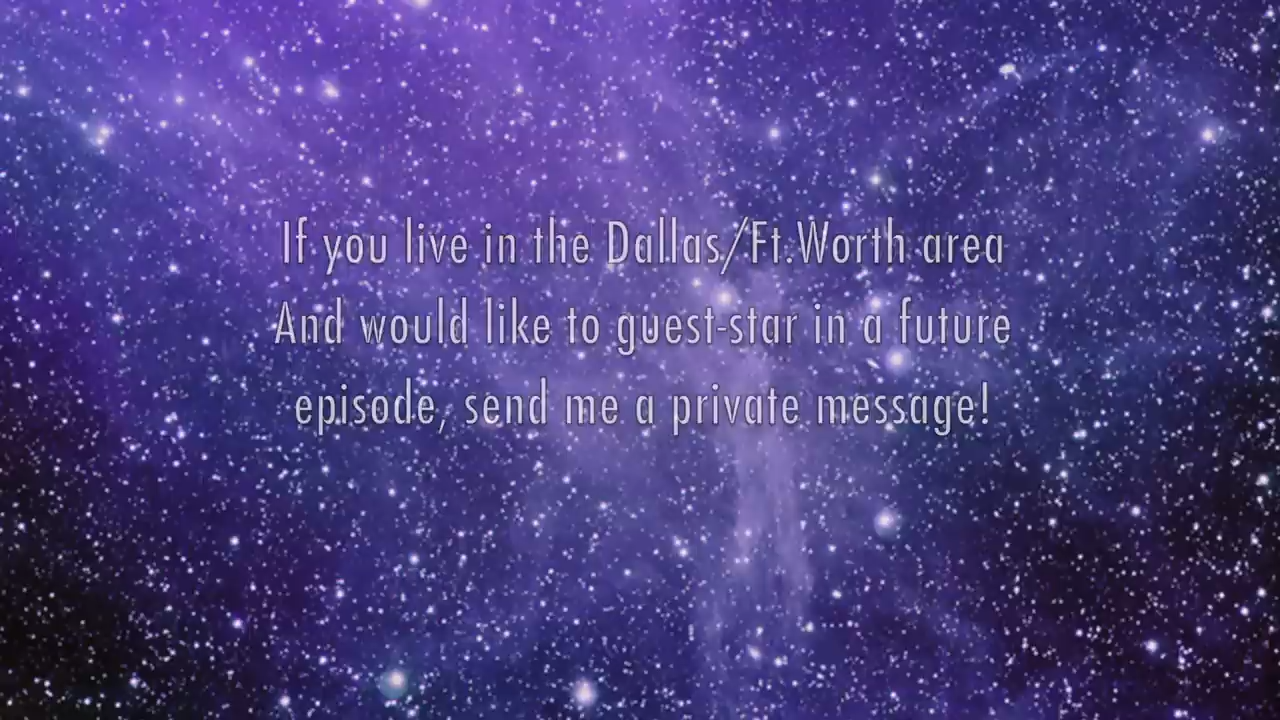 If you live in the Dallas/Ft.Worth area
And would like to guest-star in a future
episode, send me a private message!